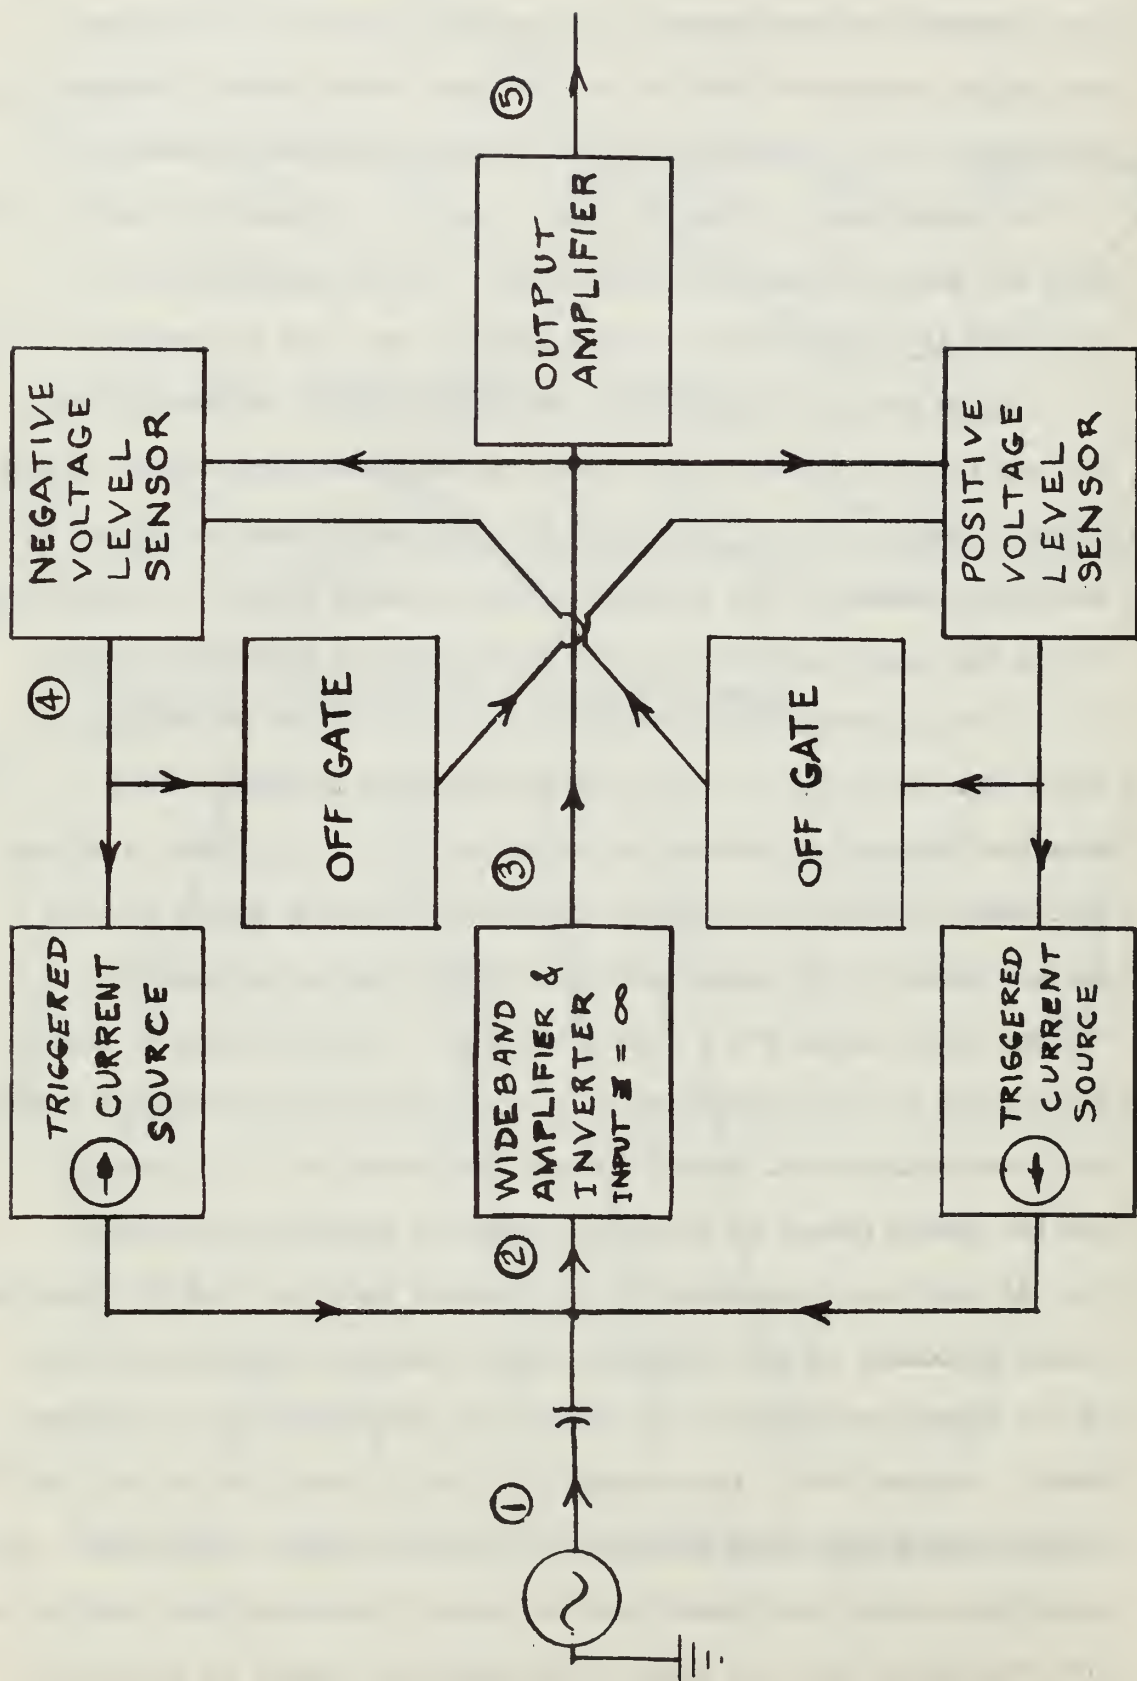 TRIGGERED
CURRENT
SOURCE
④
NEGATIVE
VOLTAGE
LEVEL
SENSOR
OFF GATE
①
②
WIDEBAND
AMPLIFIER &
INVERTER
INPUT Z = ∞
③
OUTPUT
AMPLIFIER
⑤
OFF GATE
TRIGGERED
CURRENT
SOURCE
POSITIVE
VOLTAGE
LEVEL
SENSOR